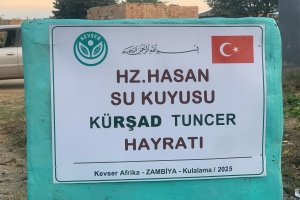 KEVSER
بسم الله الرحمن الرحيم
HZ.HASAN
SU KUYUSU
KÜRŞAD TUNCER
HAYRATI
Kevser Afrika - ZAMBİYA - Kulalama / 2025